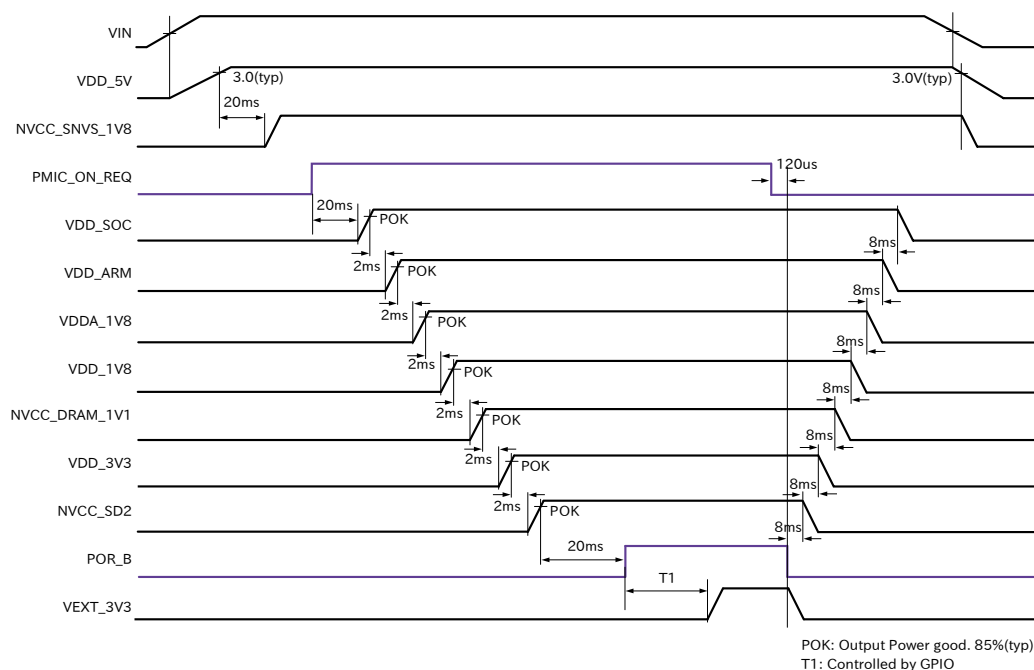 VIN
VDD_5V
3.0(typ)
3.0V(typ)
20ms
NVCC_SNVS_1V8
PMIC_ON_REQ
120us
20ms
VDD_SOC
POK
8ms
2ms
VDD_ARM
POK
8ms
2ms
VDDA_1V8
POK
8ms
2ms
VDD_1V8
POK
8ms
2ms
NVCC_DRAM_1V1
POK
8ms
2ms
VDD_3V3
POK
8ms
2ms
NVCC_SD2
POK
8ms
20ms
POR_B
T1
VEXT_3V3
POK: Output Power good. 85%(typ)
T1: Controlled by GPIO